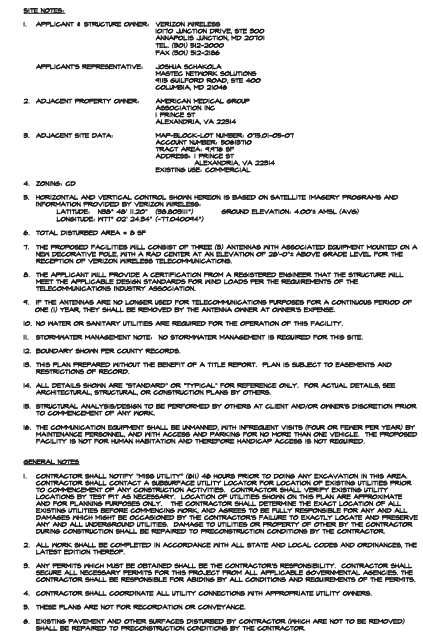 SITE NOTES:
1. APPLICANT & STRUCTURE OWNER: VERIZON WIRELESS
10170 JUNCTION DRIVE, STE 300
ANNAPOLIS JUNCTION, MD 20701
TEL. (301) 512-2000
FAX (301) 512-2186
APPLICANT'S REPRESENTATIVE: JOSHUA SCHAKOLA
MASTEC NETWORK SOLUTIONS
9115 GUILFORD ROAD, STE 400
COLUMBIA, MD 21046
2. ADJACENT PROPERTY OWNER: AMERICAN MEDICAL GROUP
ASSOCIATION INC
1 PRINCE ST
ALEXANDRIA, VA 22314
3. ADJACENT SITE DATA: MAP-BLOCK-LOT NUMBER: 075.01-05-07
ACCOUNT NUMBER: 50615710
TRACT AREA: 9,978 SF
ADDRESS: 1 PRINCE ST
ALEXANDRIA, VA 22314
EXISTING USE: COMMERCIAL
4. ZONING: CD
5. HORIZONTAL AND VERTICAL CONTROL SHOWN HEREON IS BASED ON SATELLITE IMAGERY PROGRAMS AND
INFORMATION PROVIDED BY VERIZON WIRELESS:
LATITUDE: N38° 48' 11.20" (38.803111°) GROUND ELEVATION: 4.00'± AMSL (AVG)
LONGITUDE: W77° 02' 24.34" (-77.040094°)
6. TOTAL DISTURBED AREA = 8 SF
7. THE PROPOSED FACILITIES WILL CONSIST OF THREE (3) ANTENNAS WITH ASSOCIATED EQUIPMENT MOUNTED ON A
NEW DECORATIVE POLE, WITH A RAD CENTER AT AN ELEVATION OF 28'-0"± ABOVE GRADE LEVEL FOR THE
RECEPTION OF VERIZON WIRELESS TELECOMMUNICATIONS.
8. THE APPLICANT WILL PROVIDE A CERTIFICATION FROM A REGISTERED ENGINEER THAT THE STRUCTURE WILL
MEET THE APPLICABLE DESIGN STANDARDS FOR WIND LOADS PER THE REQUIREMENTS OF THE
TELECOMMUNICATIONS INDUSTRY ASSOCIATION.
9. IF THE ANTENNAS ARE NO LONGER USED FOR TELECOMMUNICATIONS PURPOSES FOR A CONTINUOUS PERIOD OF
ONE (1) YEAR, THEY SHALL BE REMOVED BY THE ANTENNA OWNER AT OWNER'S EXPENSE.
10. NO WATER OR SANITARY UTILITIES ARE REQUIRED FOR THE OPERATION OF THIS FACILITY.
11. STORMWATER MANAGEMENT NOTE: NO STORMWATER MANAGEMENT IS REQUIRED FOR THIS SITE.
12. BOUNDARY SHOWN PER COUNTY RECORDS.
13. THIS PLAN PREPARED WITHOUT THE BENEFIT OF A TITLE REPORT. PLAN IS SUBJECT TO EASEMENTS AND
RESTRICTIONS OF RECORD.
14. ALL DETAILS SHOWN ARE "STANDARD" OR "TYPICAL" FOR REFERENCE ONLY. FOR ACTUAL DETAILS, SEE
ARCHITECTURAL, STRUCTURAL, OR CONSTRUCTION PLANS BY OTHERS.
15. STRUCTURAL ANALYSIS/DESIGN TO BE PERFORMED BY OTHERS AT CLIENT AND/OR OWNER'S DISCRETION PRIOR
TO COMMENCEMENT OF ANY WORK.
16. THE COMMUNICATION EQUIPMENT SHALL BE UNMANNED, WITH INFREQUENT VISITS (FOUR OR FEWER PER YEAR) BY
MAINTENANCE PERSONNEL, AND WITH ACCESS AND PARKING FOR NO MORE THAN ONE VEHICLE. THE PROPOSED
FACILITY IS NOT FOR HUMAN HABITATION AND THEREFORE HANDICAP ACCESS IS NOT REQUIRED.
GENERAL NOTES
1. CONTRACTOR SHALL NOTIFY "MISS UTILITY" (811) 48 HOURS PRIOR TO DOING ANY EXCAVATION IN THIS AREA.
CONTRACTOR SHALL CONTACT A SUBSURFACE UTILITY LOCATOR FOR LOCATION OF EXISTING UTILITIES PRIOR
TO COMMENCEMENT OF ANY CONSTRUCTION ACTIVITIES. CONTRACTOR SHALL VERIFY EXISTING UTILITY
LOCATIONS BY TEST PIT AS NECESSARY. LOCATION OF UTILITIES SHOWN ON THIS PLAN ARE APPROXIMATE
AND FOR PLANNING PURPOSES ONLY. THE CONTRACTOR SHALL DETERMINE THE EXACT LOCATION OF ALL
EXISTING UTILITIES BEFORE COMMENCING WORK, AND AGREES TO BE FULLY RESPONSIBLE FOR ANY AND ALL
DAMAGES WHICH MIGHT BE OCCASIONED BY THE CONTRACTOR'S FAILURE TO EXACTLY LOCATE AND PRESERVE
ANY AND ALL UNDERGROUND UTILITIES. DAMAGE TO UTILITIES OR PROPERTY OF OTHER BY THE CONTRACTOR
DURING CONSTRUCTION SHALL BE REPAIRED TO PRECONSTRUCTION CONDITIONS BY THE CONTRACTOR.
2. ALL WORK SHALL BE COMPLETED IN ACCORDANCE WITH ALL STATE AND LOCAL CODES AND ORDINANCES, THE
LATEST EDITION THEREOF.
3. ANY PERMITS WHICH MUST BE OBTAINED SHALL BE THE CONTRACTOR'S RESPONSIBILITY. CONTRACTOR SHALL
SECURE ALL NECESSARY PERMITS FOR THIS PROJECT FROM ALL APPLICABLE GOVERNMENTAL AGENCIES. THE
CONTRACTOR SHALL BE RESPONSIBLE FOR ABIDING BY ALL CONDITIONS AND REQUIREMENTS OF THE PERMITS.
4. CONTRACTOR SHALL COORDINATE ALL UTILITY CONNECTIONS WITH APPROPRIATE UTILITY OWNERS.
5. THESE PLANS ARE NOT FOR RECORDATION OR CONVEYANCE.
6. EXISTING PAVEMENT AND OTHER SURFACES DISTURBED BY CONTRACTOR (WHICH ARE NOT TO BE REMOVED)
SHALL BE REPAIRED TO PRECONSTRUCTION CONDITIONS BY THE CONTRACTOR.